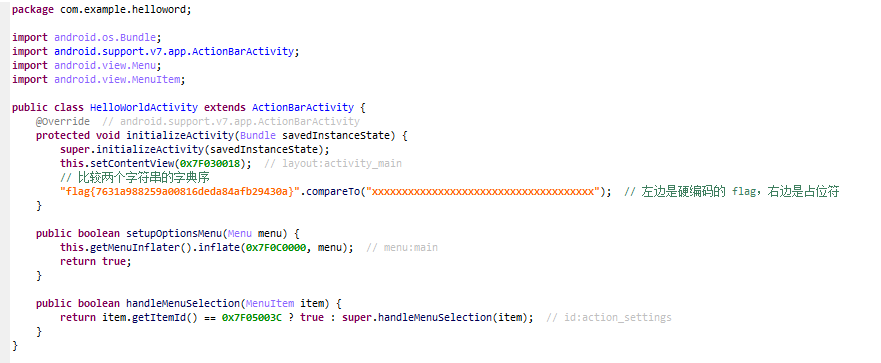 package com.example.helloword;
import android.os.Bundle;
import android.support.v7.app.ActionBarActivity;
import android.view.Menu;
import android.view.MenuItem;
public class HelloWorldActivity extends ActionBarActivity {
@Override  // android.support.v7.app.ActionBarActivity
protected void initializeActivity(Bundle savedInstanceState) {
super.initializeActivity(savedInstanceState);
this.setContentView(0x7F030018);  // layout:activity_main
// 比较两个字符串的字典序
"flag{7631a988259a00816deda84afb29430a}".compareTo("xxxxxxxxxxxxxxxxxxxxxxxxxxxxxxxxxxxxxx");  // 左边是硬编码的 flag，右边是占位符
}
public boolean setupOptionsMenu(Menu menu) {
this.getMenuInflater().inflate(0x7F0C0000, menu);  // menu:main
return true;
}
public boolean handleMenuSelection(MenuItem item) {
return item.getItemId() == 0x7F05003C ? true : super.handleMenuSelection(item);  // id:action_settings
}
}